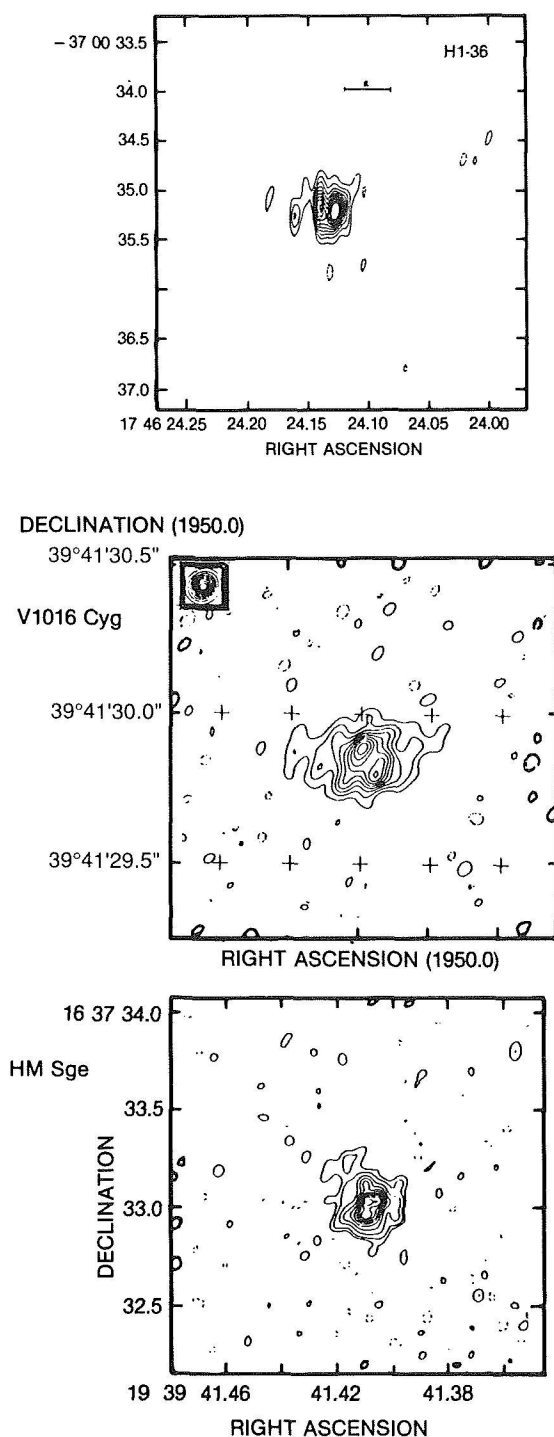 H1-36
– 37 00 33.5
34.0
34.5
35.0
35.5
36.5
37.0
17 46 24.25 24.20 24.15 24.10 24.05 24.00
RIGHT ASCENSION
DECLINATION (1950.0)
39°41'30.5"
V1016 Cyg
39°41'30.0"
39°41'29.5"
RIGHT ASCENSION (1950.0)
16 37 34.0
HM Sge
33.5
33.0
32.5
DECLINATION
19 39 41.46 41.42 41.38
RIGHT ASCENSION